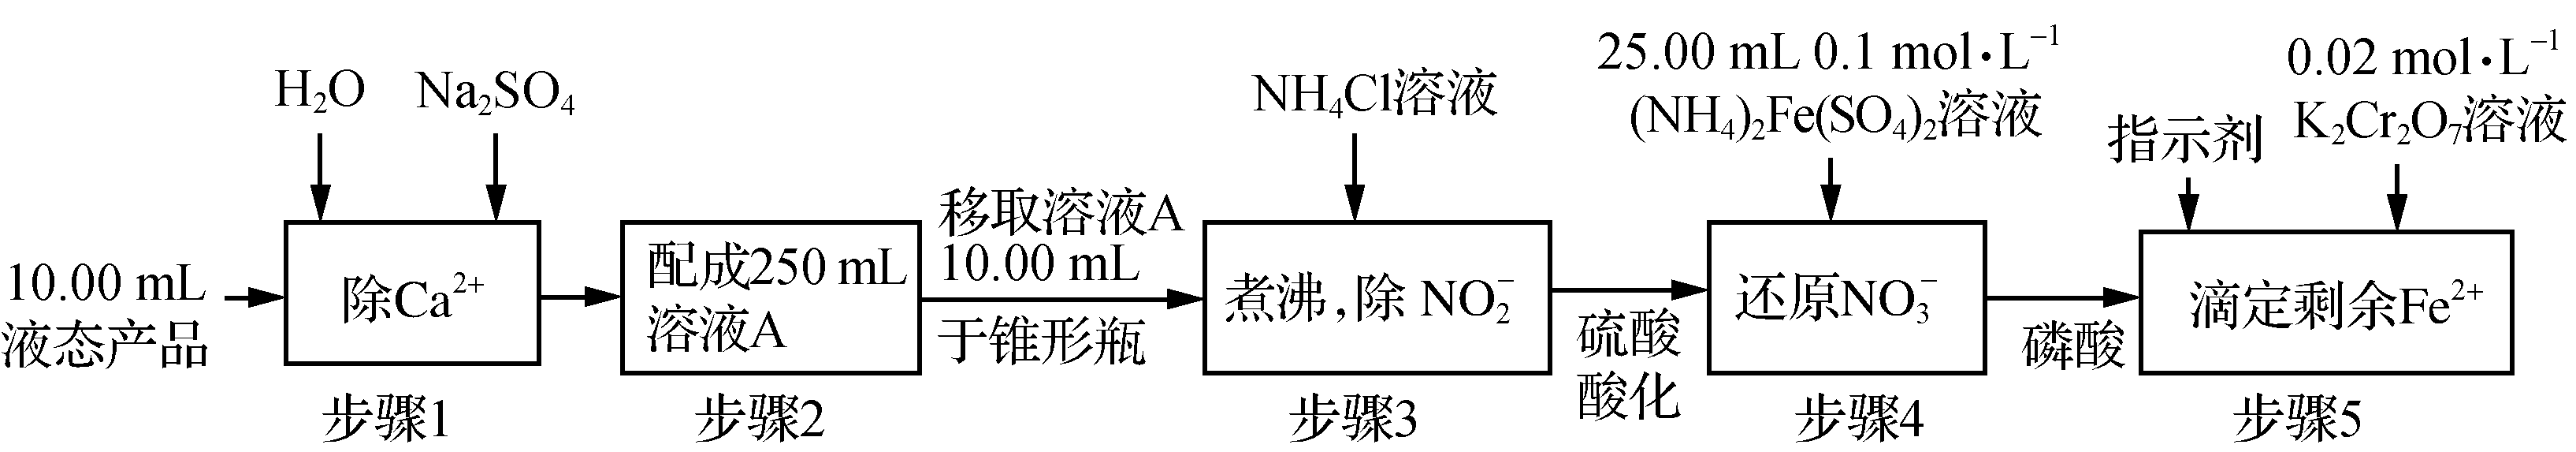 10.00 mL
液态产品
H₂O
Na₂SO₄
除Ca²⁺
步骤1
配成250 mL
溶液A
步骤2
移取溶液A
10.00 mL
于锥形瓶
NH₄Cl溶液
煮沸,除 NO₂⁻
步骤3
硫酸
酸化
25.00 mL 0.1 mol·L⁻¹
(NH₄)₂Fe(SO₄)₂溶液
还原NO₃⁻
步骤4
磷酸
指示剂
0.02 mol·L⁻¹
K₂Cr₂O₇溶液
滴定剩余Fe²⁺
步骤5